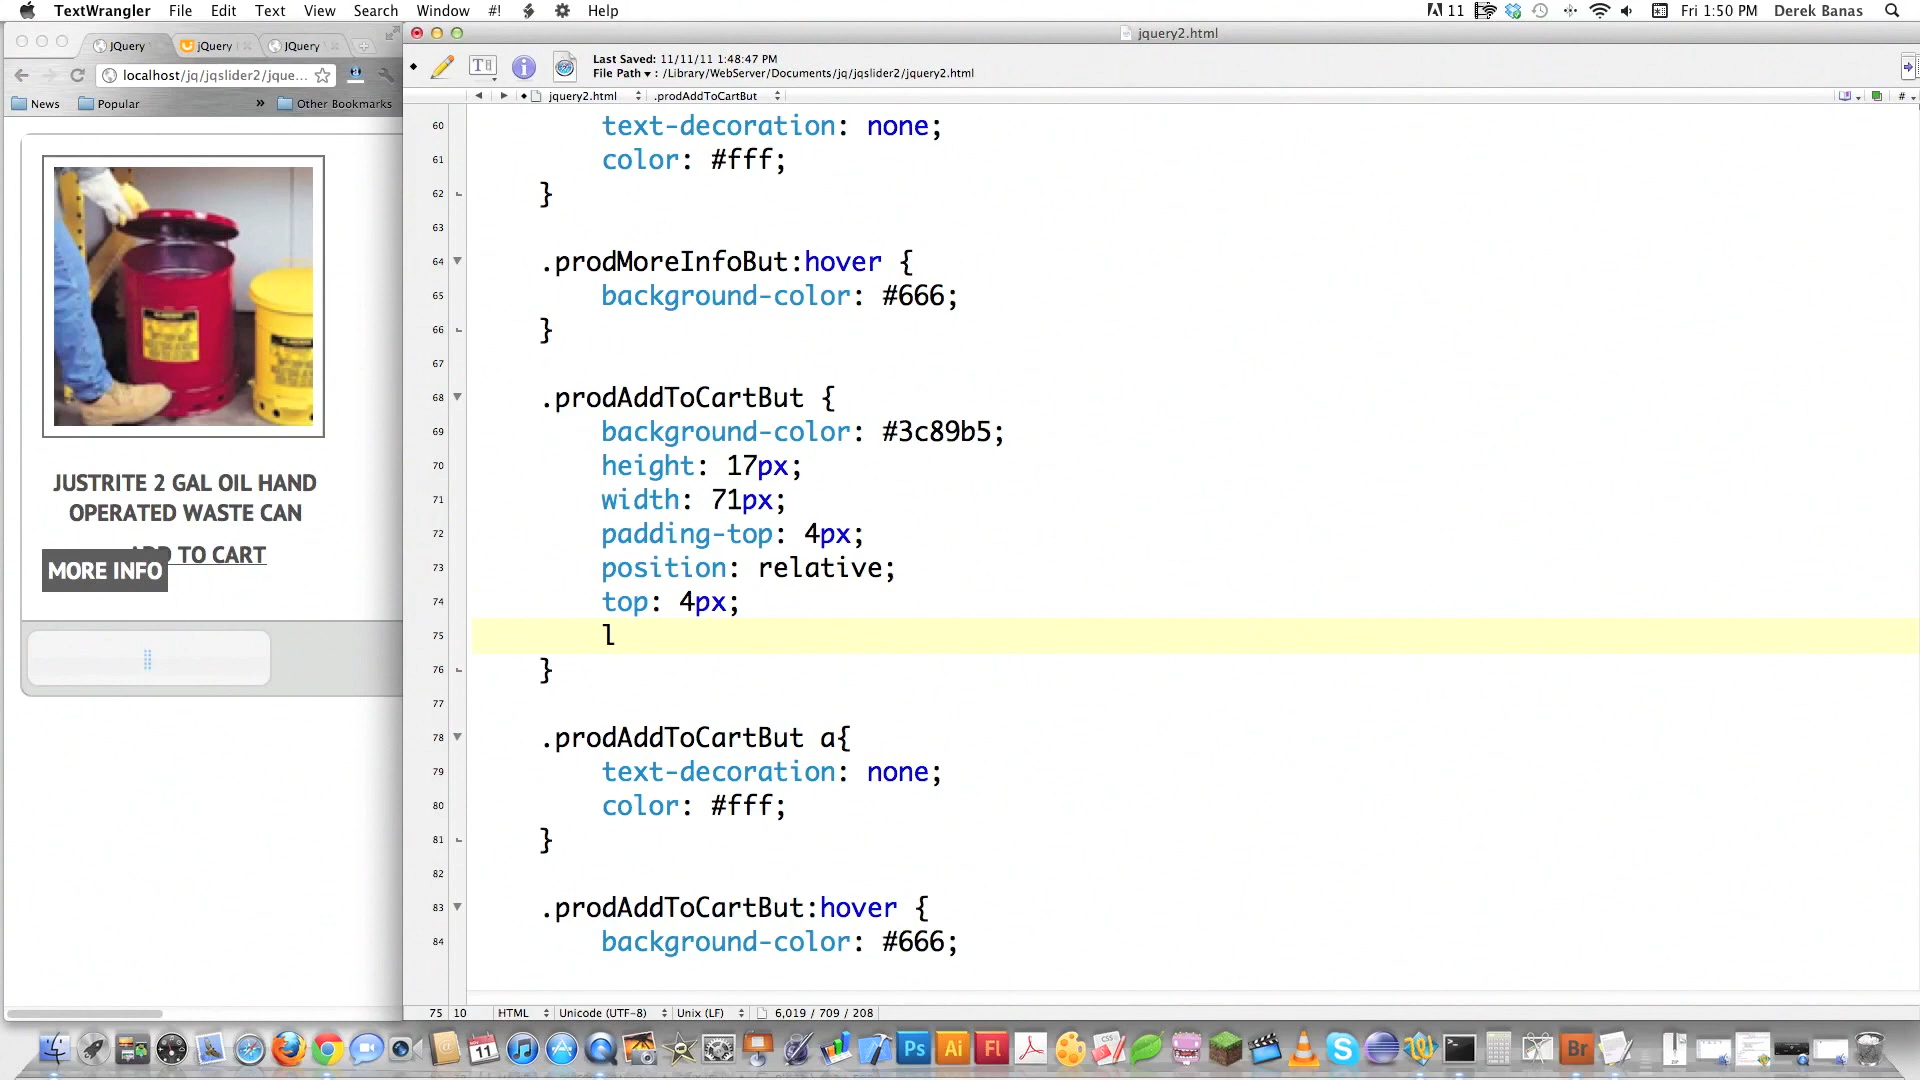 TextWrangler File Edit Text View Search Window #! Help
11 Fri 1:50 PM Derek Banas
jquery2.html
JQuery jQuery JQuery
Last Saved: 11/11/11 1:48:47 PM
File Path ▾ : /Library/WebServer/Documents/jq/jqslider2/jquery2.html
localhost/jq/jqslider2/jque...
jquery2.html .prodAddToCartBut
News Popular » Other Bookmarks
60 text-decoration: none;
61 color: #fff;
62 }
63
64 .prodMoreInfoBut:hover {
65 background-color: #666;
66 }
67
68 .prodAddToCartBut {
69 background-color: #3c89b5;
70 height: 17px;
71 width: 71px;
72 padding-top: 4px;
73 position: relative;
74 top: 4px;
75 l
76 }
77
78 .prodAddToCartBut a{
79 text-decoration: none;
80 color: #fff;
81 }
82
83 .prodAddToCartBut:hover {
84 background-color: #666;
JUSTRITE 2 GAL OIL HAND
OPERATED WASTE CAN
ADD TO CART
MORE INFO
75 10 HTML Unicode (UTF-8) Unix (LF) 6,019 / 709 / 208
11 Ps Ai Fl Br